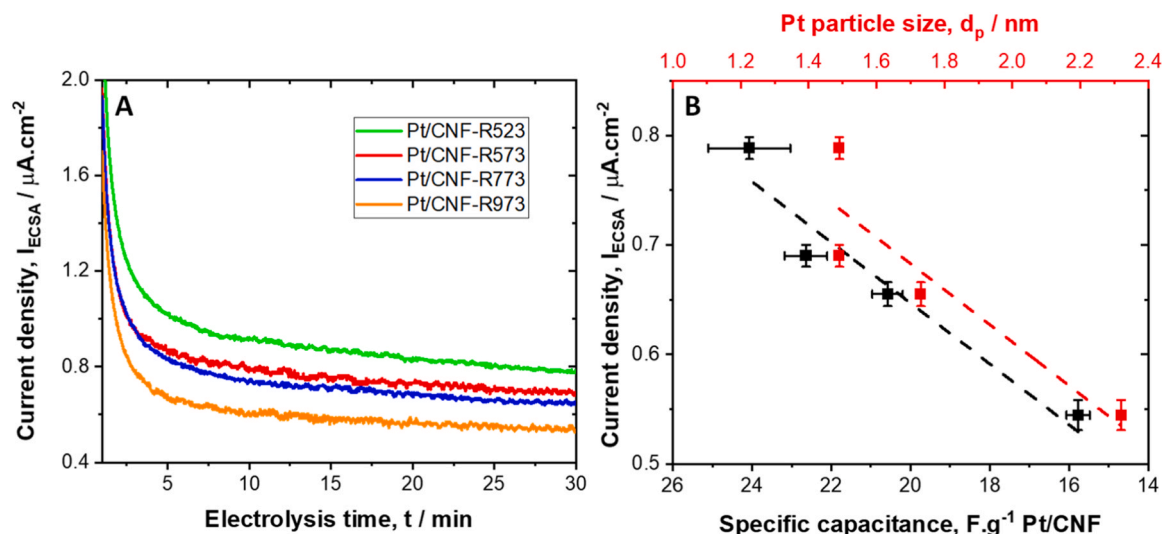 A
Current density, I_ECSA / μA.cm⁻²
2.0
1.6
1.2
0.8
0.4
Pt/CNF-R523
Pt/CNF-R573
Pt/CNF-R773
Pt/CNF-R973
5 10 15 20 25 30
Electrolysis time, t / min
Pt particle size, d_p / nm
1.0 1.2 1.4 1.6 1.8 2.0 2.2 2.4
B
Current density, I_ECSA / μA.cm⁻²
0.8
0.7
0.6
0.5
26 24 22 20 18 16 14
Specific capacitance, F.g⁻¹ Pt/CNF